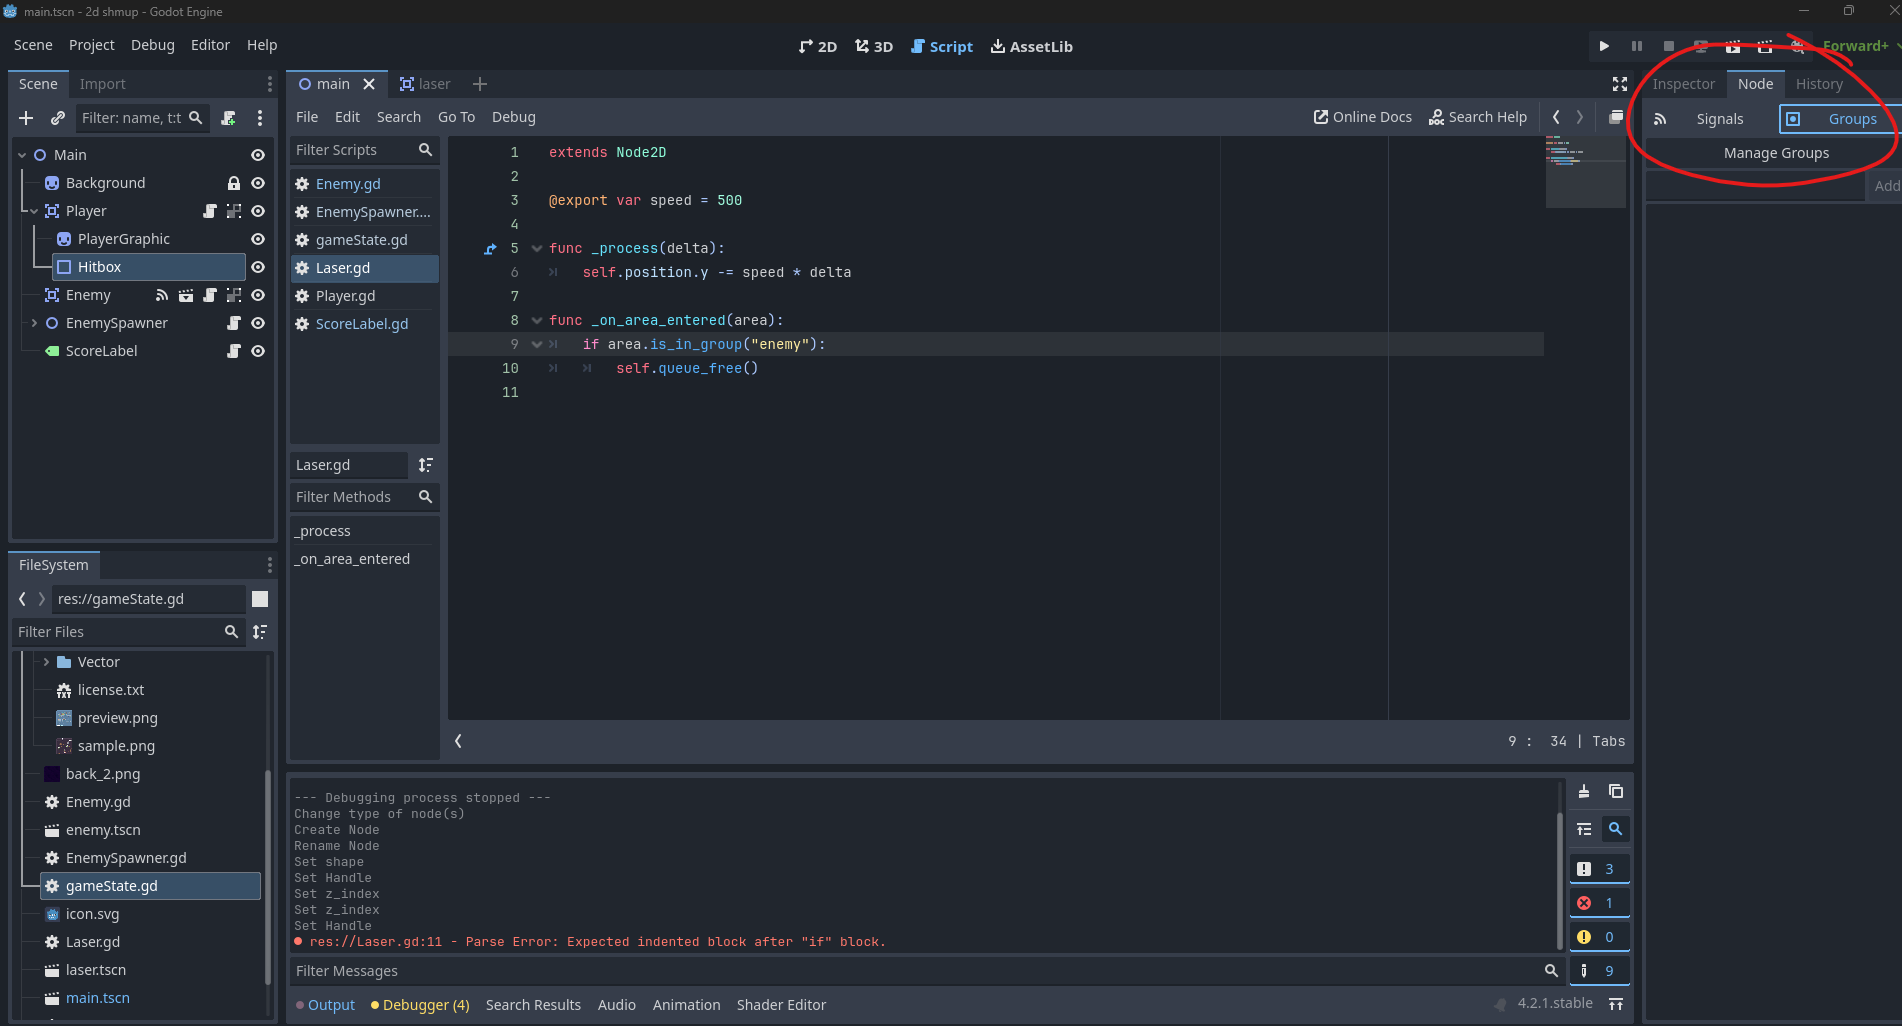 main.tscn - 2d shmup - Godot Engine
Scene Project Debug Editor Help
2D 3D Script AssetLib
Forward+
Scene Import
Filter: name, t:t
Main
Background
Player
PlayerGraphic
Hitbox
Enemy
EnemySpawner
ScoreLabel
FileSystem
res://gameState.gd
Filter Files
Vector
license.txt
preview.png
sample.png
back_2.png
Enemy.gd
enemy.tscn
EnemySpawner.gd
gameState.gd
icon.svg
Laser.gd
laser.tscn
main.tscn
main laser
File Edit Search Go To Debug
Online Docs Search Help
Filter Scripts
Enemy.gd
EnemySpawner....
gameState.gd
Laser.gd
Player.gd
ScoreLabel.gd
Laser.gd
Filter Methods
_process
_on_area_entered
1 extends Node2D
2
3 @export var speed = 500
4
5 func _process(delta):
6 self.position.y -= speed * delta
7
8 func _on_area_entered(area):
9 if area.is_in_group("enemy"):
10 self.queue_free()
11
9 : 34 | Tabs
--- Debugging process stopped ---
Change type of node(s)
Create Node
Rename Node
Set shape
Set Handle
Set z_index
Set z_index
Set Handle
res://Laser.gd:11 - Parse Error: Expected indented block after "if" block.
Filter Messages
3
1
0
9
Output Debugger (4) Search Results Audio Animation Shader Editor
4.2.1.stable
Inspector Node History
Signals Groups
Manage Groups
Add